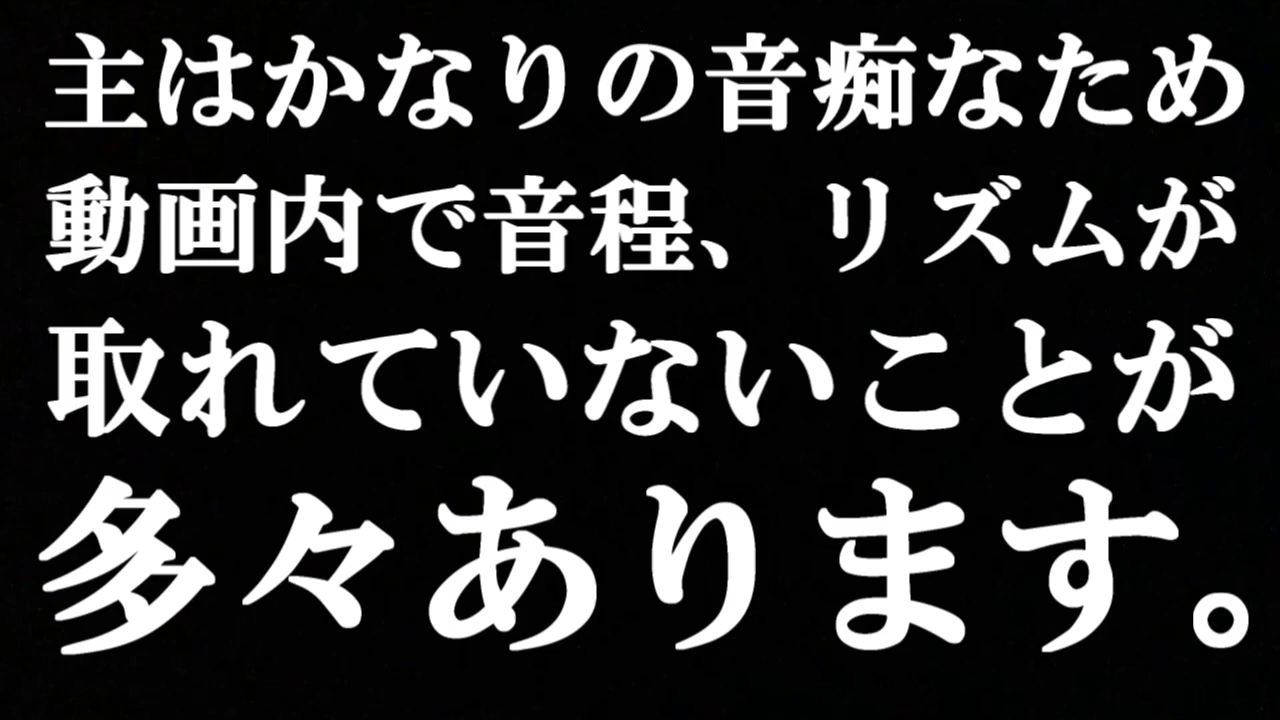 主はかなりの音痴なため
動画内で音程、リズムが
取れていないことが
多々あります。